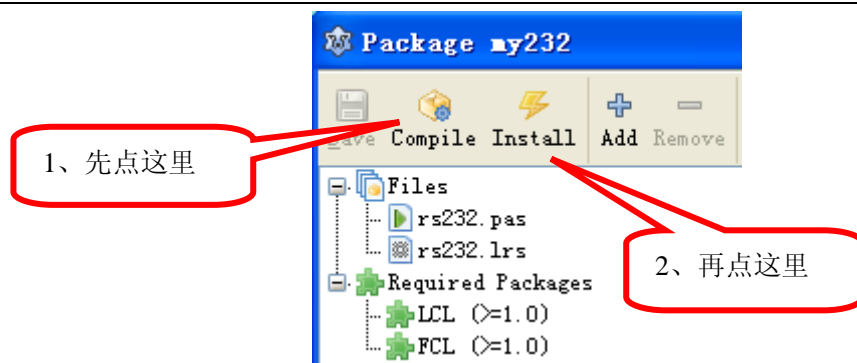 Package my232
Save Compile Install Add Remove
1、先点这里
Files
rs232.pas
rs232.lrs
2、再点这里
Required Packages
LCL (>=1.0)
FCL (>=1.0)